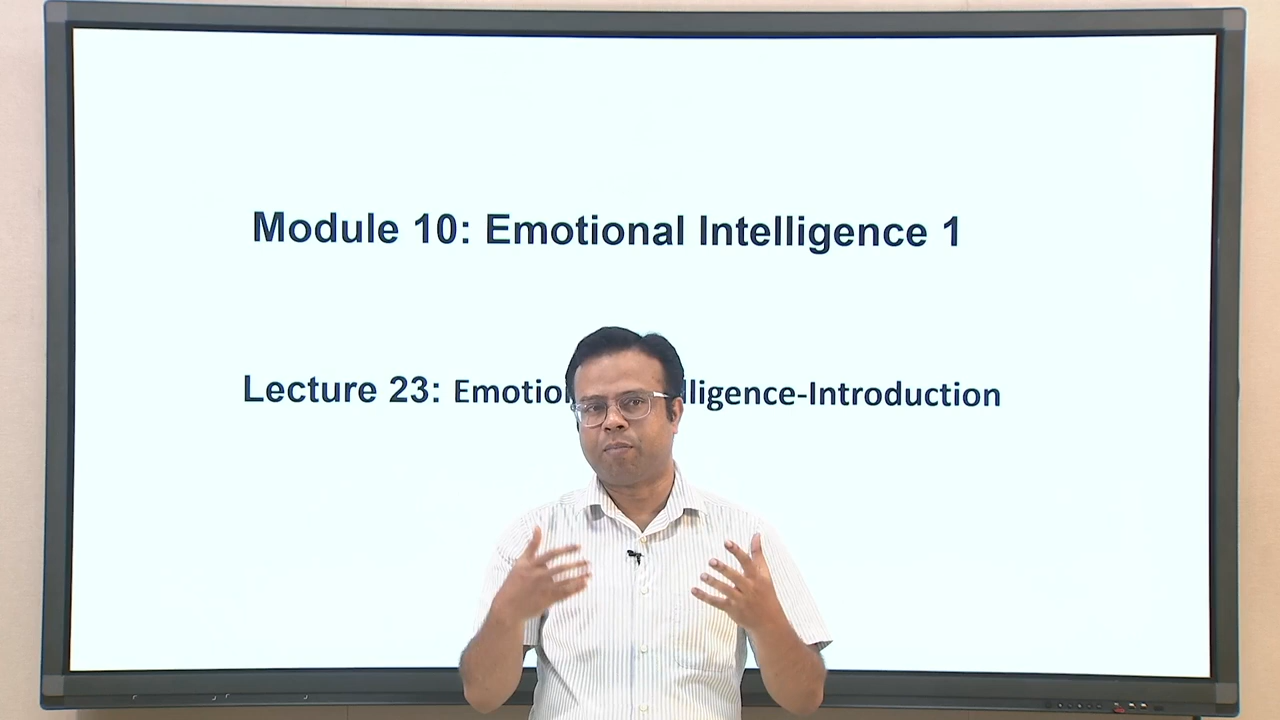 Module 10: Emotional Intelligence 1
Lecture 23: Emotio lligence-Introduction